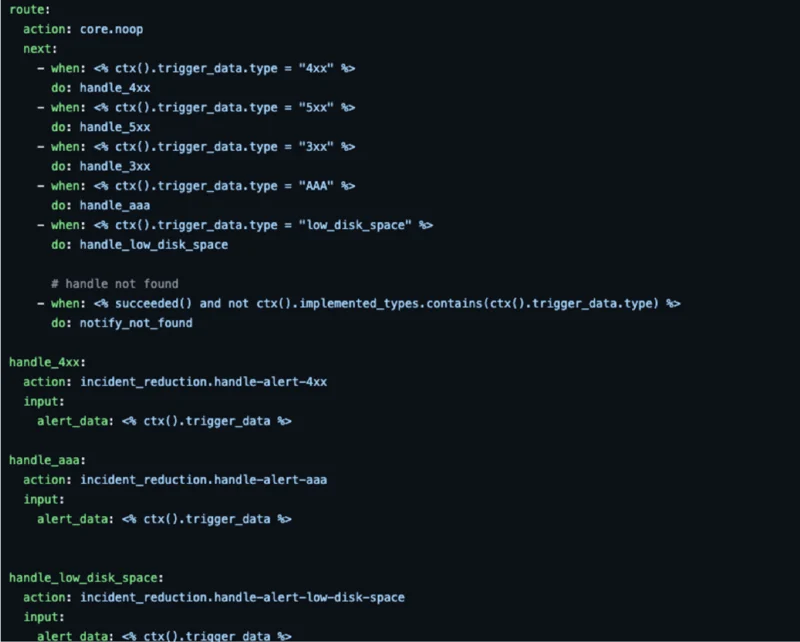 route:
action: core.noop
next:
- when: <% ctx().trigger_data.type = "4xx" %>
do: handle_4xx
- when: <% ctx().trigger_data.type = "5xx" %>
do: handle_5xx
- when: <% ctx().trigger_data.type = "3xx" %>
do: handle_3xx
- when: <% ctx().trigger_data.type = "AAA" %>
do: handle_aaa
- when: <% ctx().trigger_data.type = "low_disk_space" %>
do: handle_low_disk_space
# handle not found
- when: <% succeeded() and not ctx().implemented_types.contains(ctx().trigger_data.type) %>
do: notify_not_found
handle_4xx:
action: incident_reduction.handle-alert-4xx
input:
alert_data: <% ctx().trigger_data %>
handle_aaa:
action: incident_reduction.handle-alert-aaa
input:
alert_data: <% ctx().trigger_data %>
handle_low_disk_space:
action: incident_reduction.handle-alert-low-disk-space
input:
alert_data: <% ctx().trigger_data %>